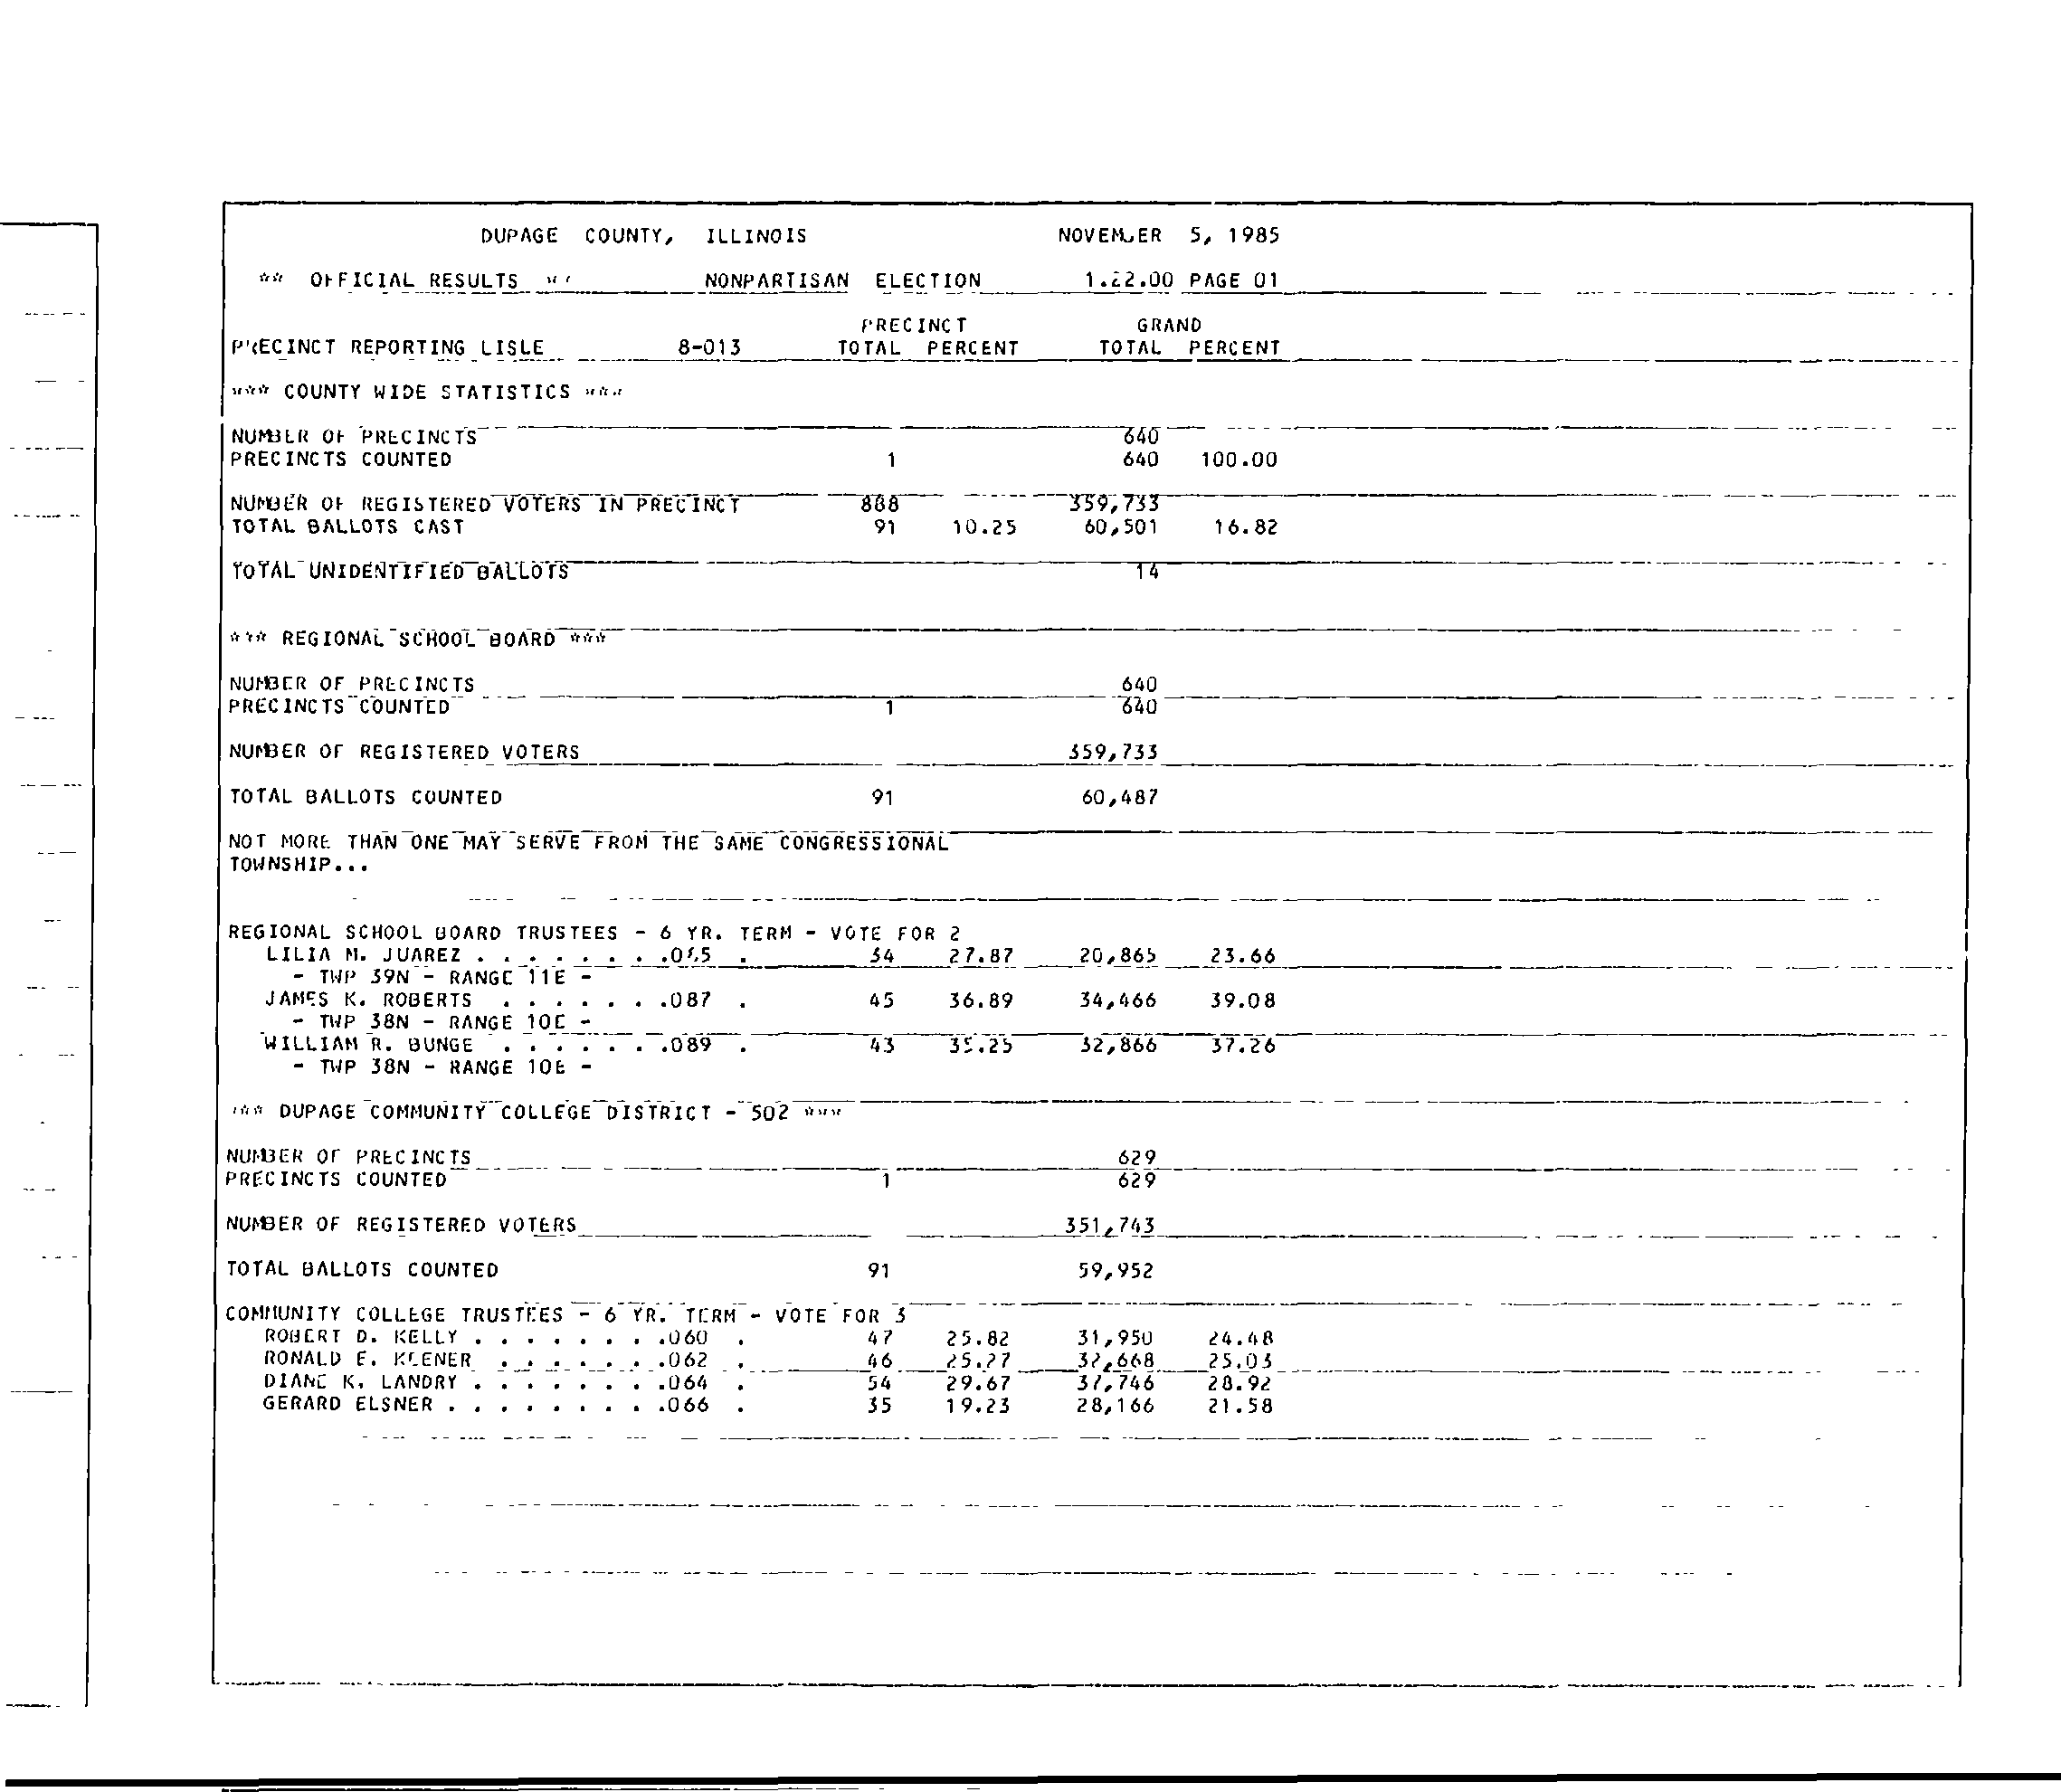 DUPAGE COUNTY, ILLINOIS NOVEMBER 5, 1985
** OFFICIAL RESULTS ** NONPARTISAN ELECTION 1.22.00 PAGE 01
PRECINCT GRAND
PRECINCT REPORTING LISLE 8-013 TOTAL PERCENT TOTAL PERCENT
*** COUNTY WIDE STATISTICS ***
NUMBER OF PRECINCTS 640
PRECINCTS COUNTED 1 640 100.00
NUMBER OF REGISTERED VOTERS IN PRECINCT 888 359,733
TOTAL BALLOTS CAST 91 10.25 60,501 16.82
TOTAL UNIDENTIFIED BALLOTS 14
*** REGIONAL SCHOOL BOARD ***
NUMBER OF PRECINCTS 640
PRECINCTS COUNTED 1 640
NUMBER OF REGISTERED VOTERS 359,733
TOTAL BALLOTS COUNTED 91 60,487
NOT MORE THAN ONE MAY SERVE FROM THE SAME CONGRESSIONAL
TOWNSHIP...
REGIONAL SCHOOL BOARD TRUSTEES - 6 YR. TERM - VOTE FOR 2
LILIA M. JUAREZ . . . . . . . . . 34 27.87 20,865 23.66
- TWP 39N - RANGE 11E -
JAMES K. ROBERTS . . . . . . .087 . 45 36.89 34,466 39.08
- TWP 38N - RANGE 10E -
WILLIAM R. BUNGE . . . . . . .089 . 43 35.25 32,866 37.26
- TWP 38N - RANGE 10E -
*** DUPAGE COMMUNITY COLLEGE DISTRICT - 502 ***
NUMBER OF PRECINCTS 629
PRECINCTS COUNTED 1 629
NUMBER OF REGISTERED VOTERS 351,743
TOTAL BALLOTS COUNTED 91 59,952
COMMUNITY COLLEGE TRUSTEES - 6 YR. TERM - VOTE FOR 3
ROBERT D. KELLY . . . . . . . .060 . 47 25.82 31,950 24.48
RONALD E. KEENER . . . . . . .062 . 46 25.27 32,668 25.03
DIANE K. LANDRY . . . . . . . .064 . 54 29.67 37,746 28.92
GERARD ELSNER . . . . . . . . .066 . 35 19.23 28,166 21.58